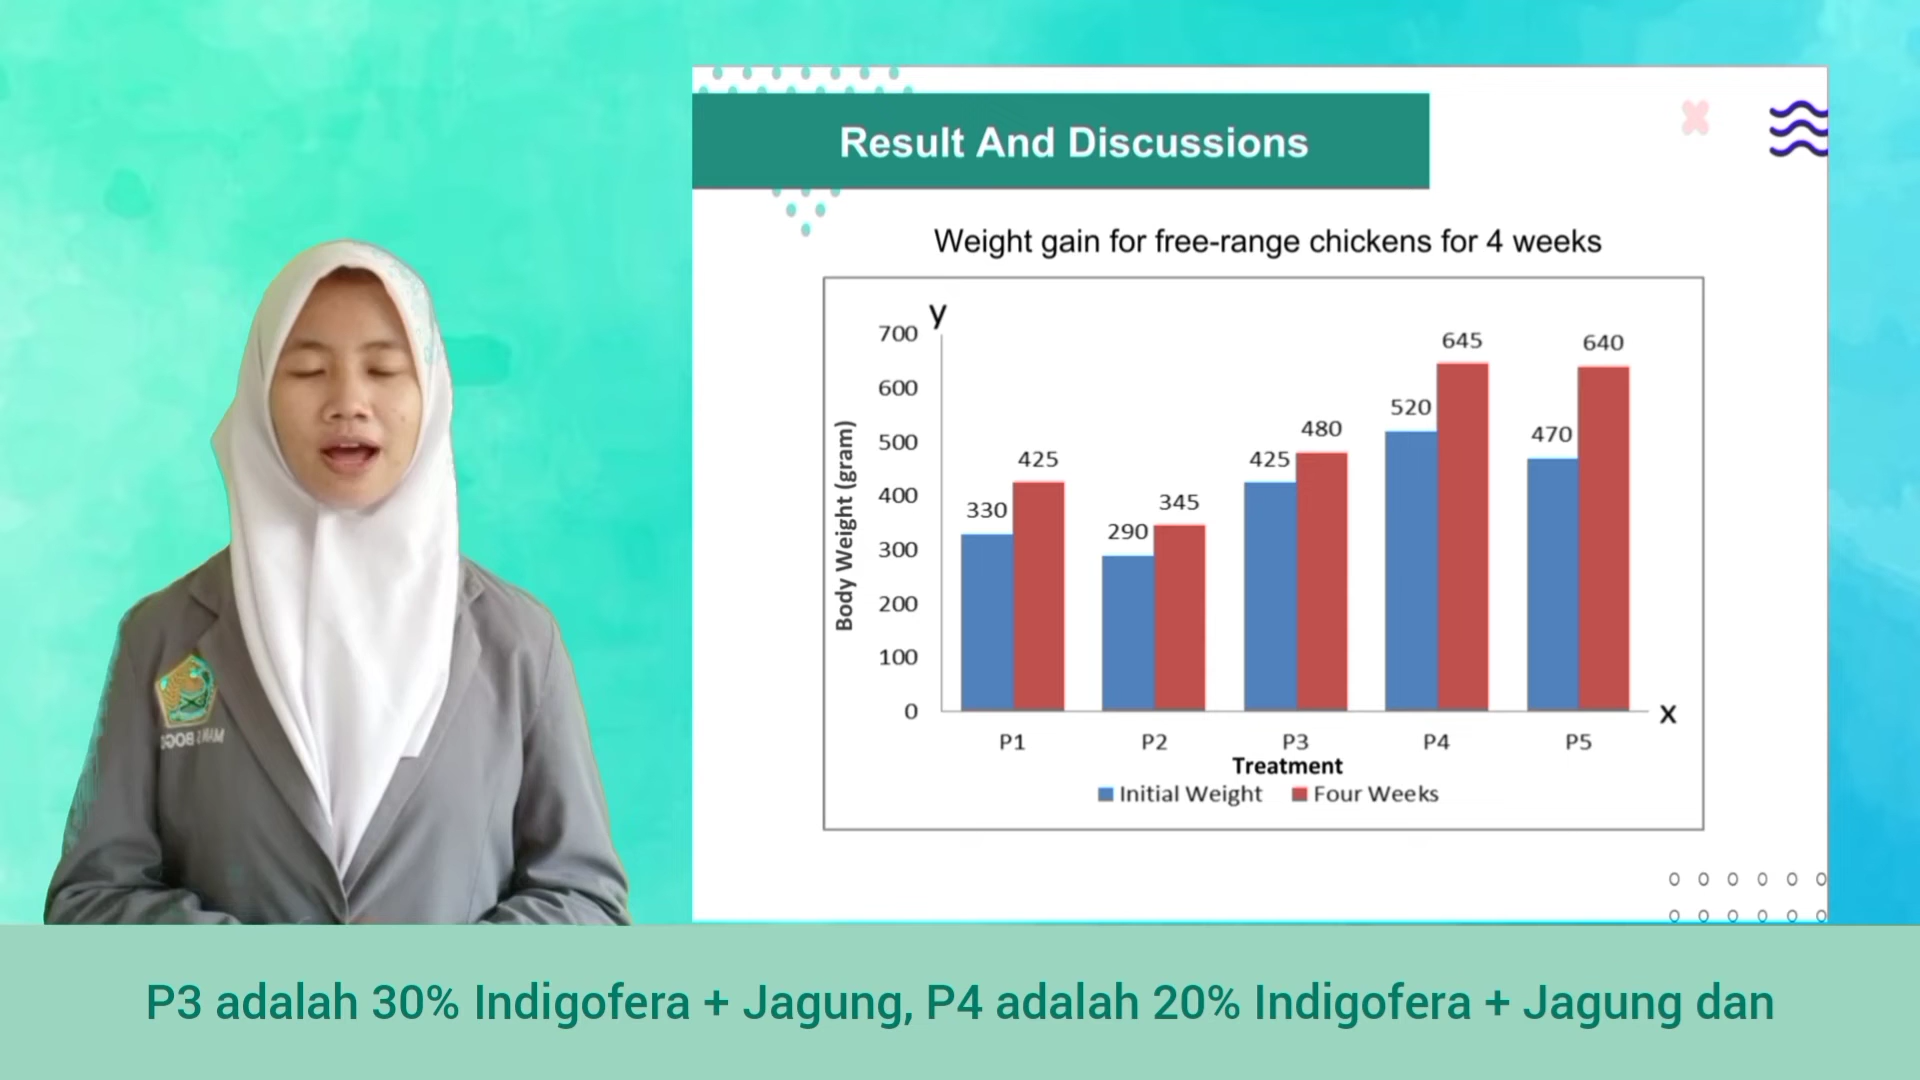 Result And Discussions
Weight gain for free-range chickens for 4 weeks
y
700
600
500
400
300
200
100
0
Body Weight (gram)
330
425
290
345
425
480
520
645
470
640
x
P1 P2 P3 P4 P5
Treatment
Initial Weight Four Weeks
P3 adalah 30% Indigofera + Jagung, P4 adalah 20% Indigofera + Jagung dan